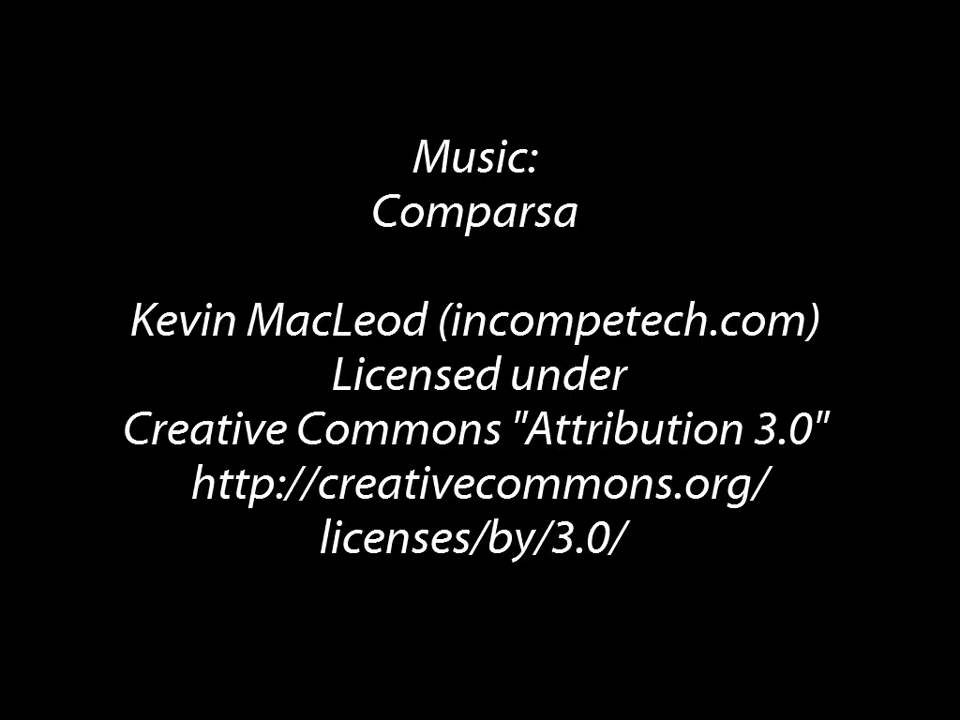 Music:
Comparsa
Kevin MacLeod (incompetech.com)
Licensed under
Creative Commons "Attribution 3.0"
http://creativecommons.org/
licenses/by/3.0/